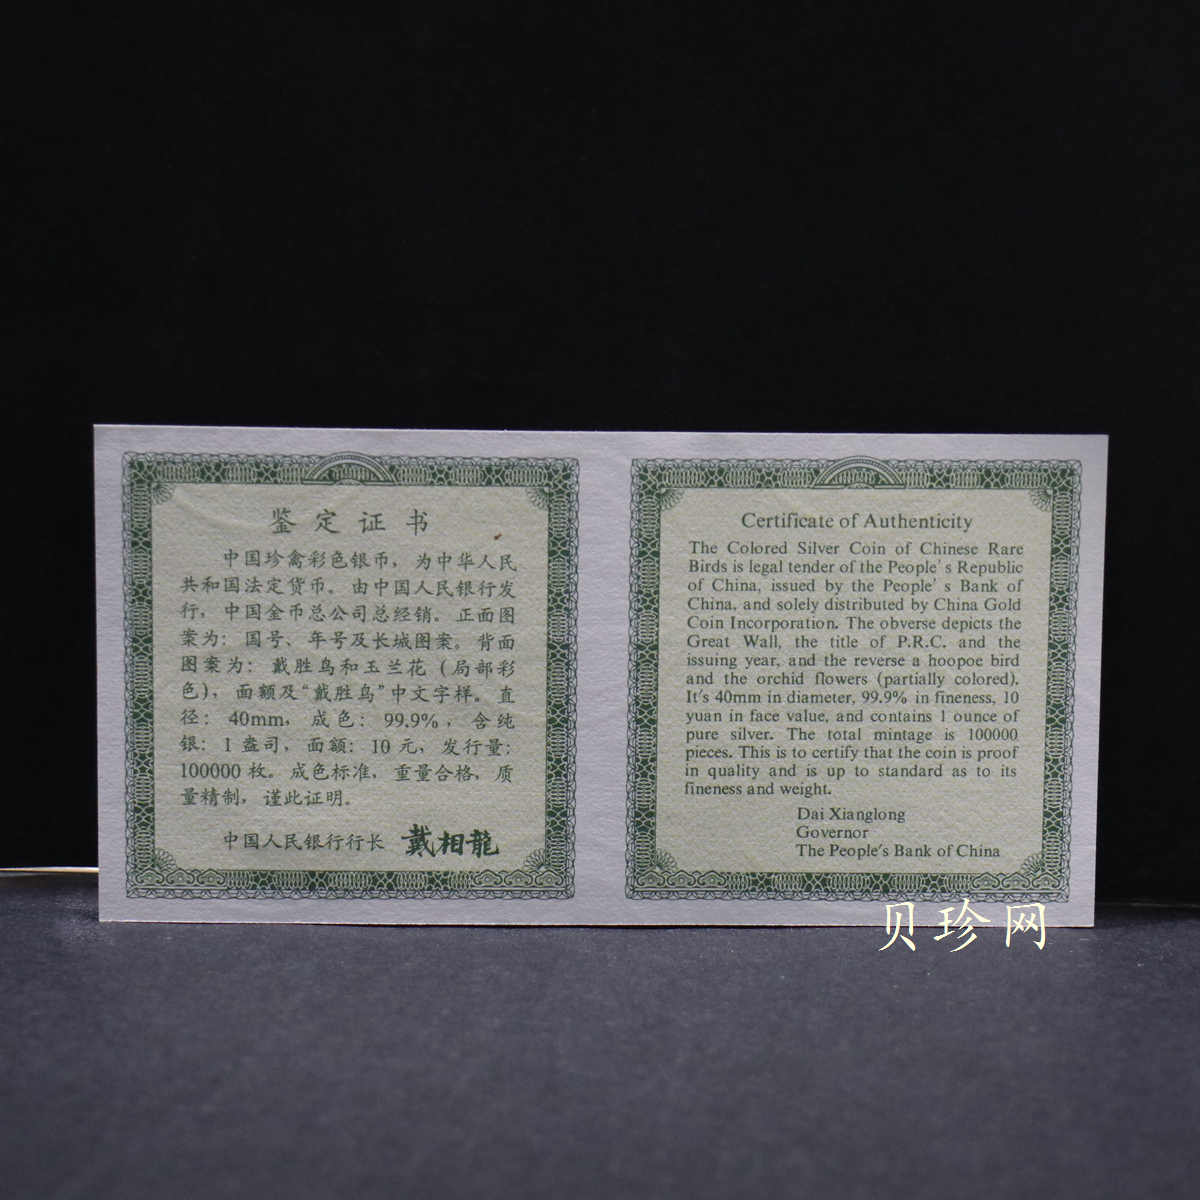 鉴定证书
中国珍禽彩色银币，为中华人民
共和国法定货币。由中国人民银行发
行，中国金币总公司总经销。正面图
案为：国号、年号及长城图案。背面
图案为：戴胜鸟和玉兰花（局部彩
色），面额及“戴胜鸟”中文字样。直
径：40mm，成色：99.9%，含纯
银：1盎司，面额：10元，发行量：
100000枚。成色标准，重量合格，质
量精制，谨此证明。
中国人民银行行长 戴相龍
Certificate of Authenticity
The Colored Silver Coin of Chinese Rare
Birds is legal tender of the People's Republic
of China, issued by the People's Bank of
China, and solely distributed by China Gold
Coin Incorporation. The obverse depicts the
Great Wall, the title of P.R.C. and the
issuing year, and the reverse a hoopoe bird
and the orchid flowers (partially colored).
It's 40mm in diameter, 99.9% in fineness, 10
yuan in face value, and contains 1 ounce of
pure silver. The total mintage is 100000
pieces. This is to certify that the coin is proof
in quality and is up to standard as to its
fineness and weight.
Dai Xianglong
Governor
The People's Bank of China
贝珍网